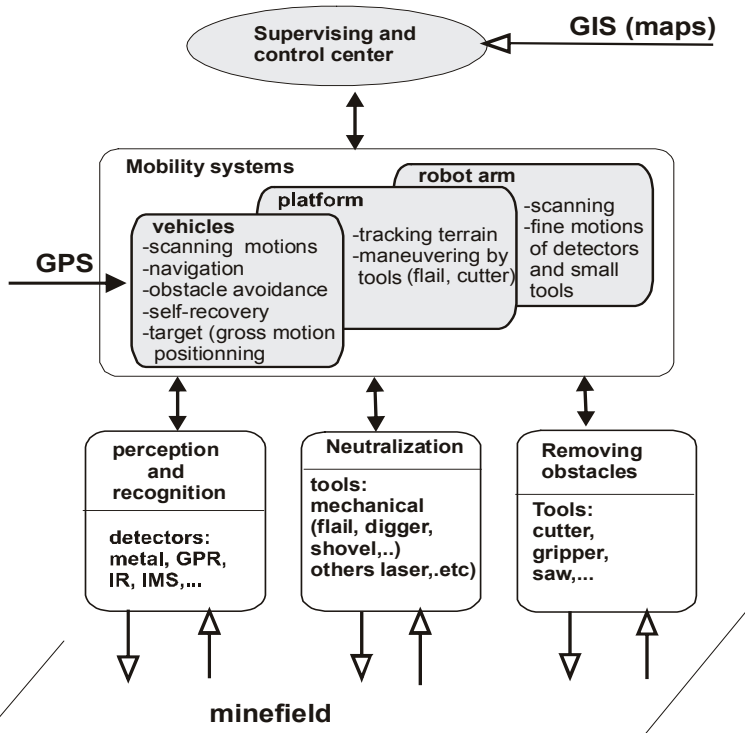 Supervising and
control center
GIS (maps)
Mobility systems
robot arm
-scanning
-fine motions
of detectors
and small
tools
platform
-tracking terrain
-maneuvering by
tools (flail, cutter)
vehicles
-scanning motions
-navigation
-obstacle avoidance
-self-recovery
-target (gross motion
positionning
GPS
perception
and
recognition
detectors:
metal, GPR,
IR, IMS,...
Neutralization
tools:
mechanical
(flail, digger,
shovel,..)
others laser,.etc)
Removing
obstacles
Tools:
cutter,
gripper,
saw,...
minefield